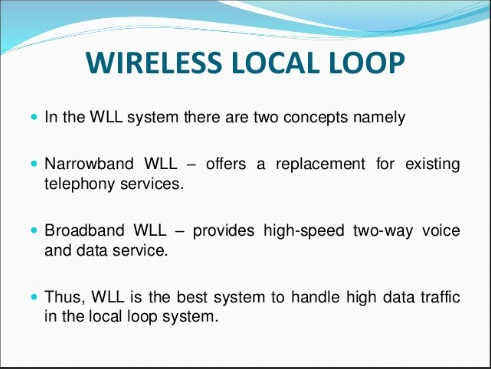 WIRELESS LOCAL LOOP
In the WLL system there are two concepts namely
Narrowband WLL – offers a replacement for existing
telephony services.
Broadband WLL – provides high-speed two-way voice
and data service.
Thus, WLL is the best system to handle high data traffic
in the local loop system.